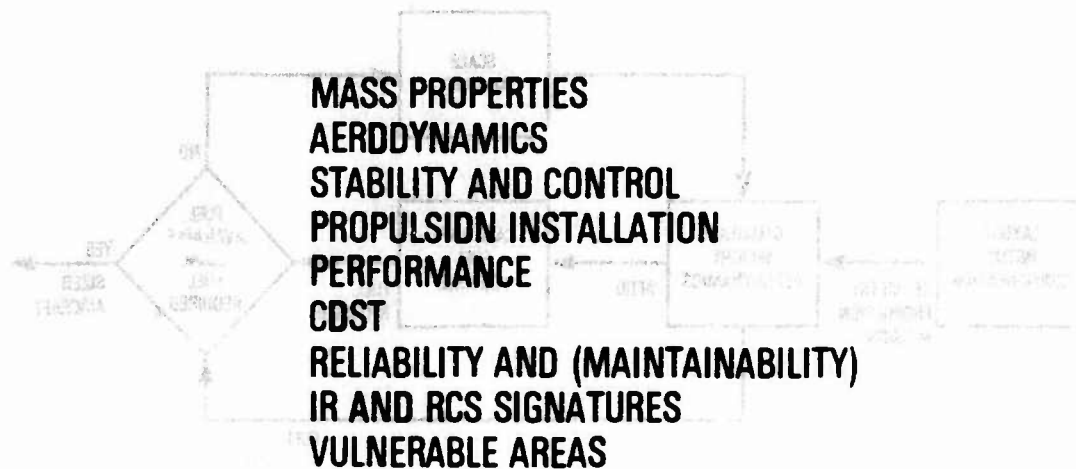 MASS PROPERTIES
AERDDYNAMICS
STABILITY AND CONTROL
PROPULSIDN INSTALLATION
PERFORMANCE
CDST
RELIABILITY AND (MAINTAINABILITY)
IR AND RCS SIGNATURES
VULNERABLE AREAS